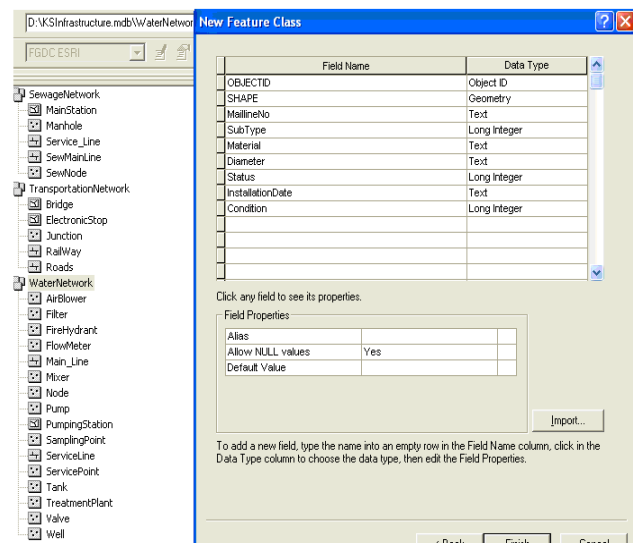 D:\KSInfrastructure.mdb\WaterNetwor
FGDC ESRI
SewageNetwork
MainStation
Manhole
Service_Line
SewMainLine
SewNode
TransportationNetwork
Bridge
ElectronicStop
Junction
RailWay
Roads
WaterNetwork
AirBlower
Filter
FireHydrant
FlowMeter
Main_Line
Mixer
Node
Pump
PumpingStation
SamplingPoint
ServiceLine
ServicePoint
Tank
TreatmentPlant
Valve
Well
New Feature Class
Field Name Data Type
OBJECTID Object ID
SHAPE Geometry
MaillineNo Text
SubType Long Integer
Material Text
Diameter Text
Status Long Integer
InstallationDate Text
Condition Long Integer
Click any field to see its properties.
Field Properties
Alias
Allow NULL values Yes
Default Value
Import...
To add a new field, type the name into an empty row in the Field Name column, click in the
Data Type column to choose the data type, then edit the Field Properties.
< Back Finish Cancel